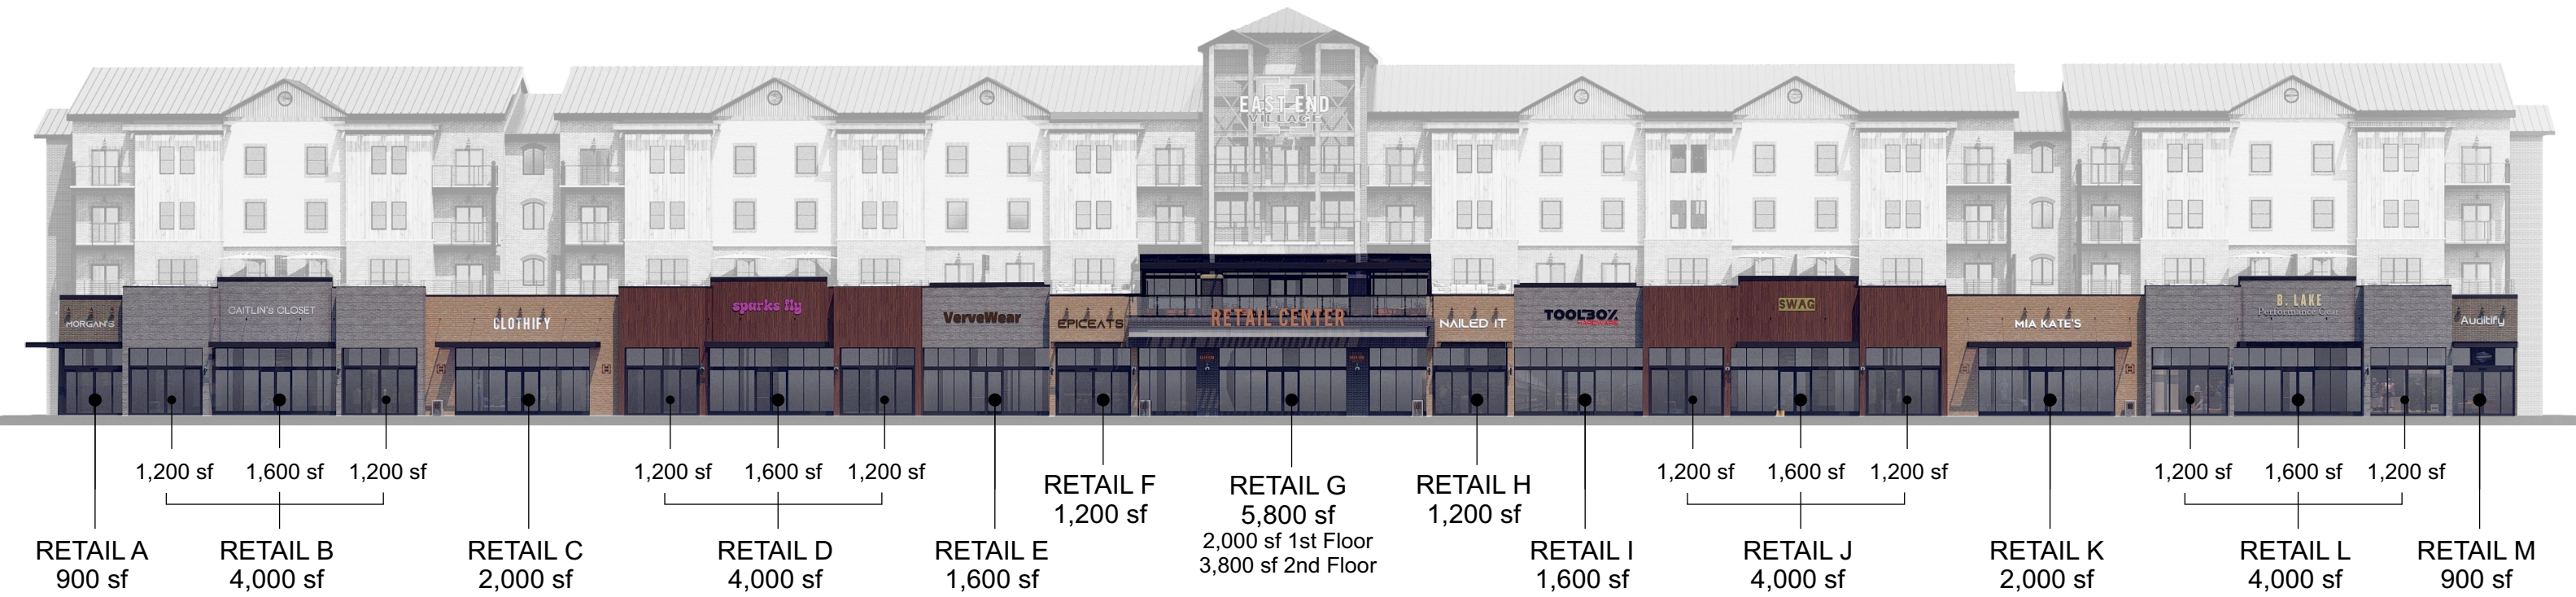 EAST END
VILLAGE
MORGAN'S
CAITLIN'S CLOSET
CLOTHIFY
sparks fly
VerveWear
EPICEATS
RETAIL CENTER
NAILED IT
TOOLBOX
HARDWARE
SWAG
MIA KATE'S
B. LAKE
Performance Gear
Auditify
1,200 sf 1,600 sf 1,200 sf
1,200 sf 1,600 sf 1,200 sf
1,200 sf 1,600 sf 1,200 sf
1,200 sf 1,600 sf 1,200 sf
RETAIL A
900 sf
RETAIL B
4,000 sf
RETAIL C
2,000 sf
RETAIL D
4,000 sf
RETAIL E
1,600 sf
RETAIL F
1,200 sf
RETAIL G
5,800 sf
2,000 sf 1st Floor
3,800 sf 2nd Floor
RETAIL H
1,200 sf
RETAIL I
1,600 sf
RETAIL J
4,000 sf
RETAIL K
2,000 sf
RETAIL L
4,000 sf
RETAIL M
900 sf